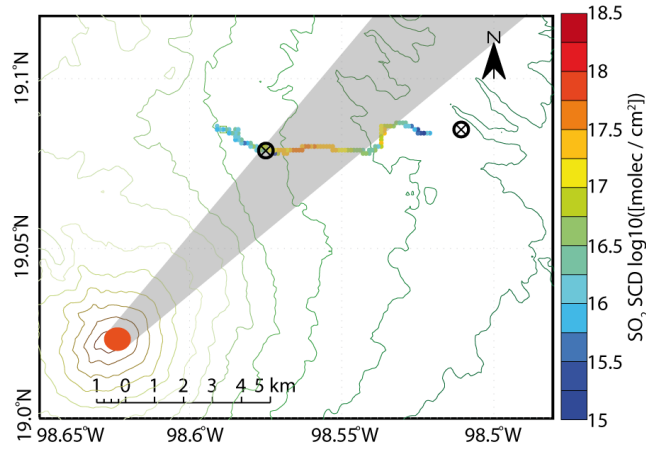 18.5
N
19.1°N
18
17.5
17
19.05°N
16.5
16
15.5
1 0 1 2 3 4 5 km
19.0°N
15
98.65°W 98.6°W 98.55°W 98.5°W
SO₂ SCD log10([molec / cm²]